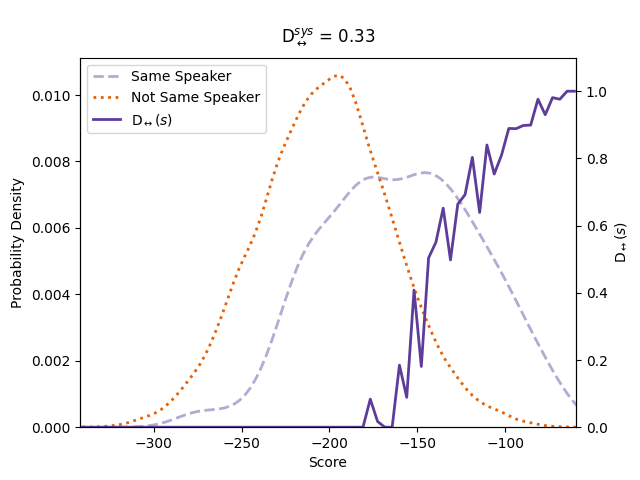 D↔^sys = 0.33
Same Speaker
Not Same Speaker
D↔(s)
Probability Density
0.010
0.008
0.006
0.004
0.002
0.000
1.0
0.8
0.6
0.4
0.2
0.0
D↔(s)
−300 −250 −200 −150 −100
Score